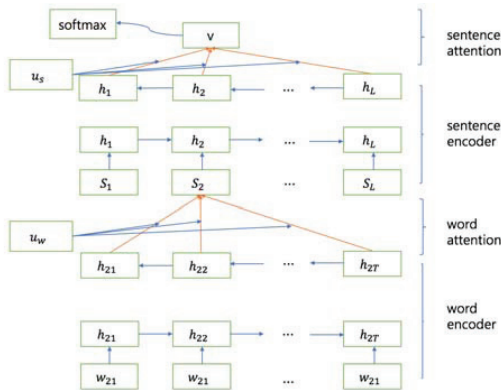 softmax
v
sentence
attention
u_s
h_1 h_2 ... h_L
sentence
encoder
h_1 h_2 ... h_L
S_1 S_2 ... S_L
word
attention
u_w
h_21 h_22 ... h_2T
word
encoder
h_21 h_22 ... h_2T
w_21 w_21 ... w_21